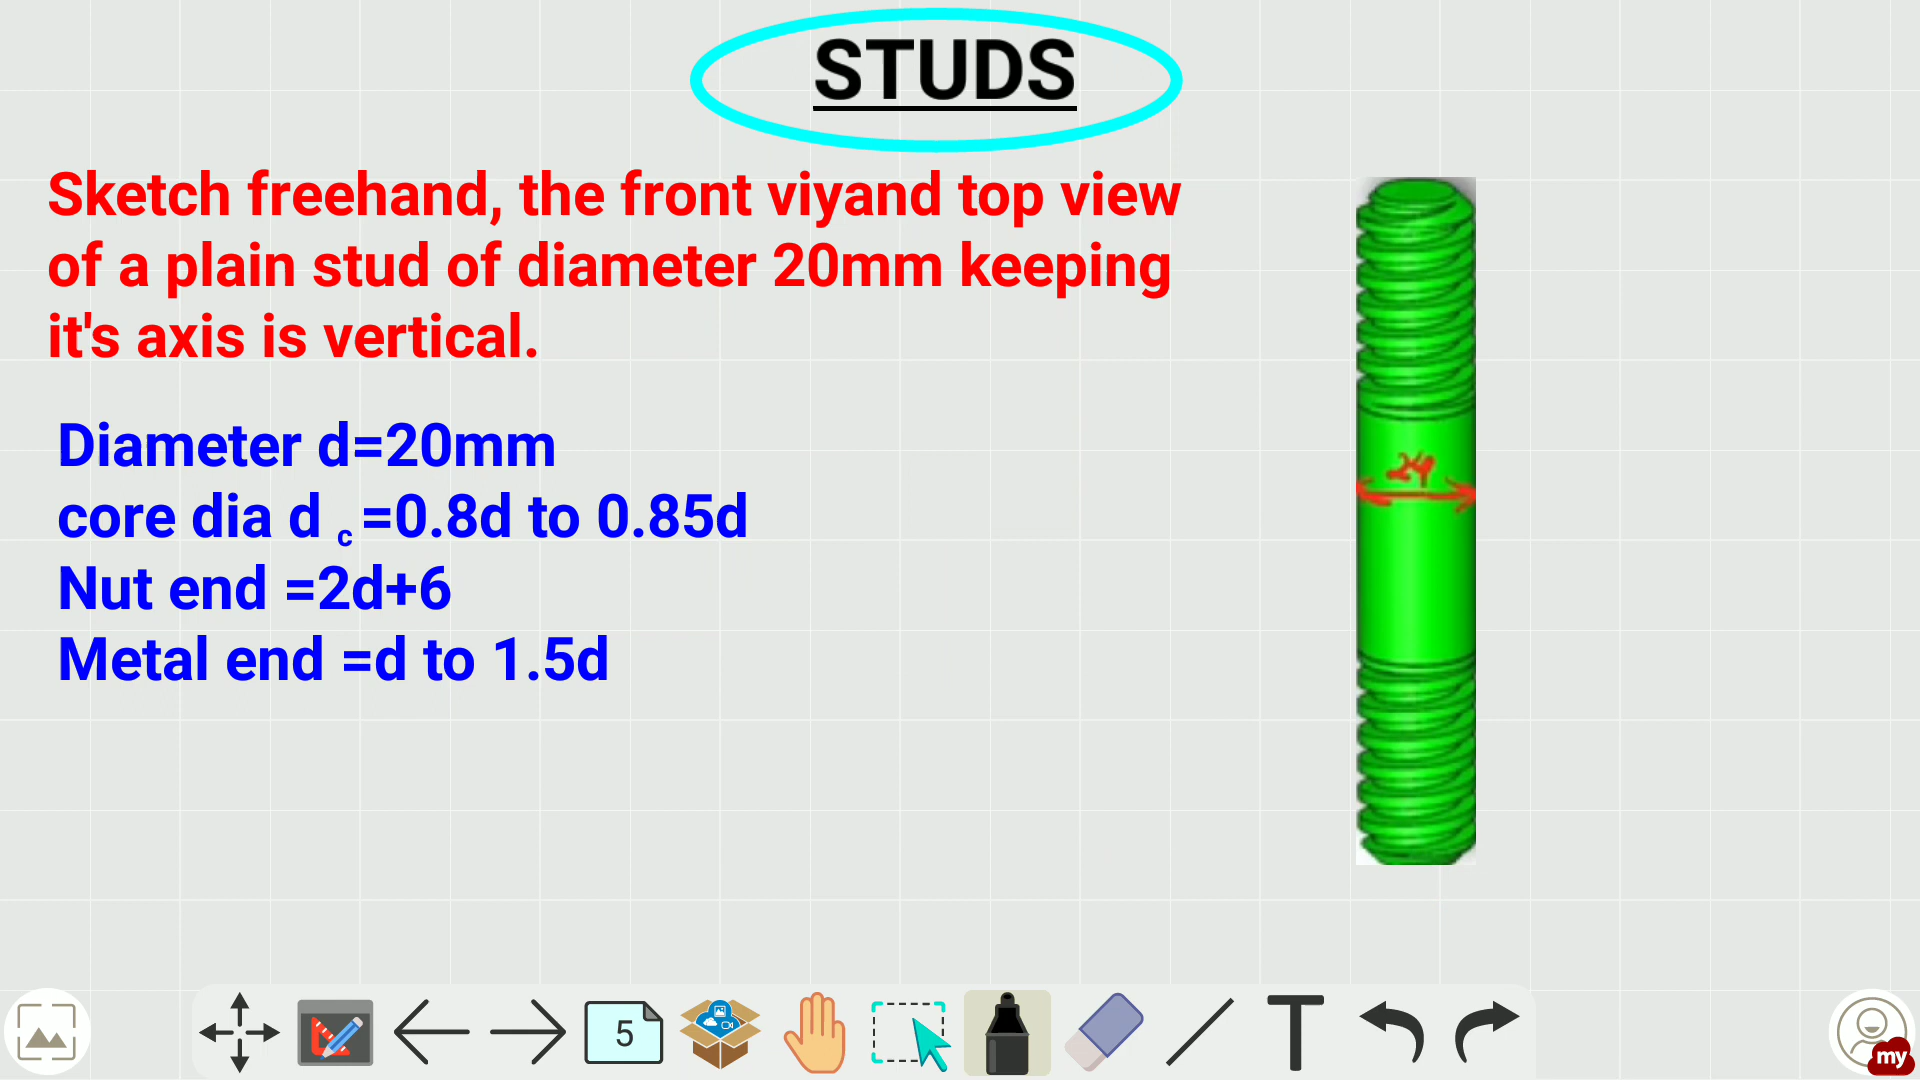 STUDS
Sketch freehand, the front viyand top view
of a plain stud of diameter 20mm keeping
it's axis is vertical.
Diameter d=20mm
core dia d c =0.8d to 0.85d
Nut end =2d+6
Metal end =d to 1.5d
5
T
my